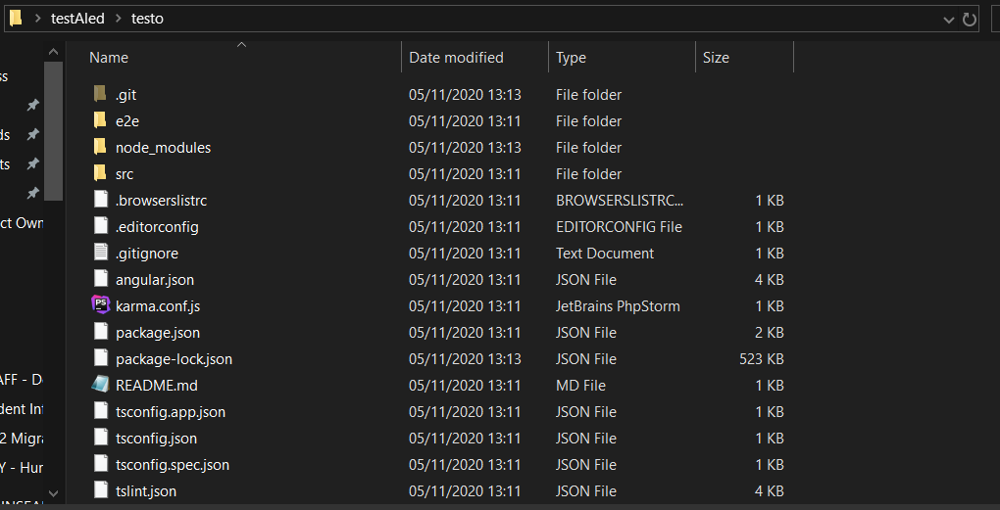 testAled > testo
Name Date modified Type Size
.git 05/11/2020 13:13 File folder
e2e 05/11/2020 13:11 File folder
node_modules 05/11/2020 13:13 File folder
src 05/11/2020 13:11 File folder
.browserslistrc 05/11/2020 13:11 BROWSERSLISTRC... 1 KB
.editorconfig 05/11/2020 13:11 EDITORCONFIG File 1 KB
.gitignore 05/11/2020 13:11 Text Document 1 KB
angular.json 05/11/2020 13:11 JSON File 4 KB
karma.conf.js 05/11/2020 13:11 JetBrains PhpStorm 1 KB
package.json 05/11/2020 13:11 JSON File 2 KB
package-lock.json 05/11/2020 13:13 JSON File 523 KB
README.md 05/11/2020 13:11 MD File 1 KB
tsconfig.app.json 05/11/2020 13:11 JSON File 1 KB
tsconfig.json 05/11/2020 13:11 JSON File 1 KB
tsconfig.spec.json 05/11/2020 13:11 JSON File 1 KB
tslint.json 05/11/2020 13:11 JSON File 4 KB
ss
ds
ts
ct Own
AFF - De
dent Inf
2 Migra
Y - Hur